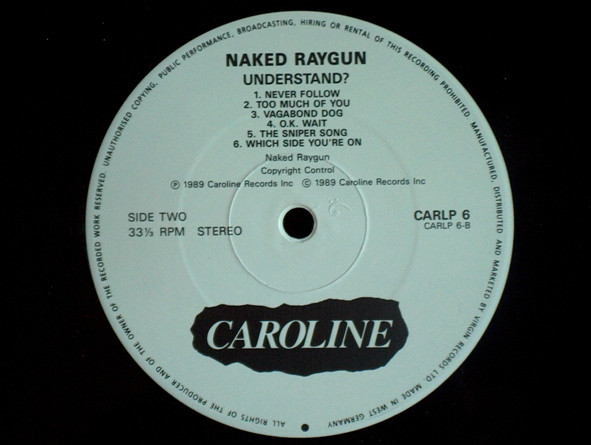 NAKED RAYGUN
UNDERSTAND?
1. NEVER FOLLOW
2. TOO MUCH OF YOU
3. VAGABOND DOG
4. O.K. WAIT
5. THE SNIPER SONG
6. WHICH SIDE YOU'RE ON
Naked Raygun
Copyright Control
℗ 1989 Caroline Records Inc © 1989 Caroline Records Inc
SIDE TWO
33⅓ RPM STEREO
CARLP 6
CARLP 6-B
CAROLINE
ALL RIGHTS OF THE PRODUCER AND OF THE OWNER OF THE RECORDED WORK RESERVED. UNAUTHORISED COPYING, PUBLIC PERFORMANCE, BROADCASTING, HIRING OR RENTAL OF THIS RECORDING PROHIBITED. MANUFACTURED, DISTRIBUTED AND MARKETED BY VIRGIN RECORDS LTD. MADE IN WEST GERMANY